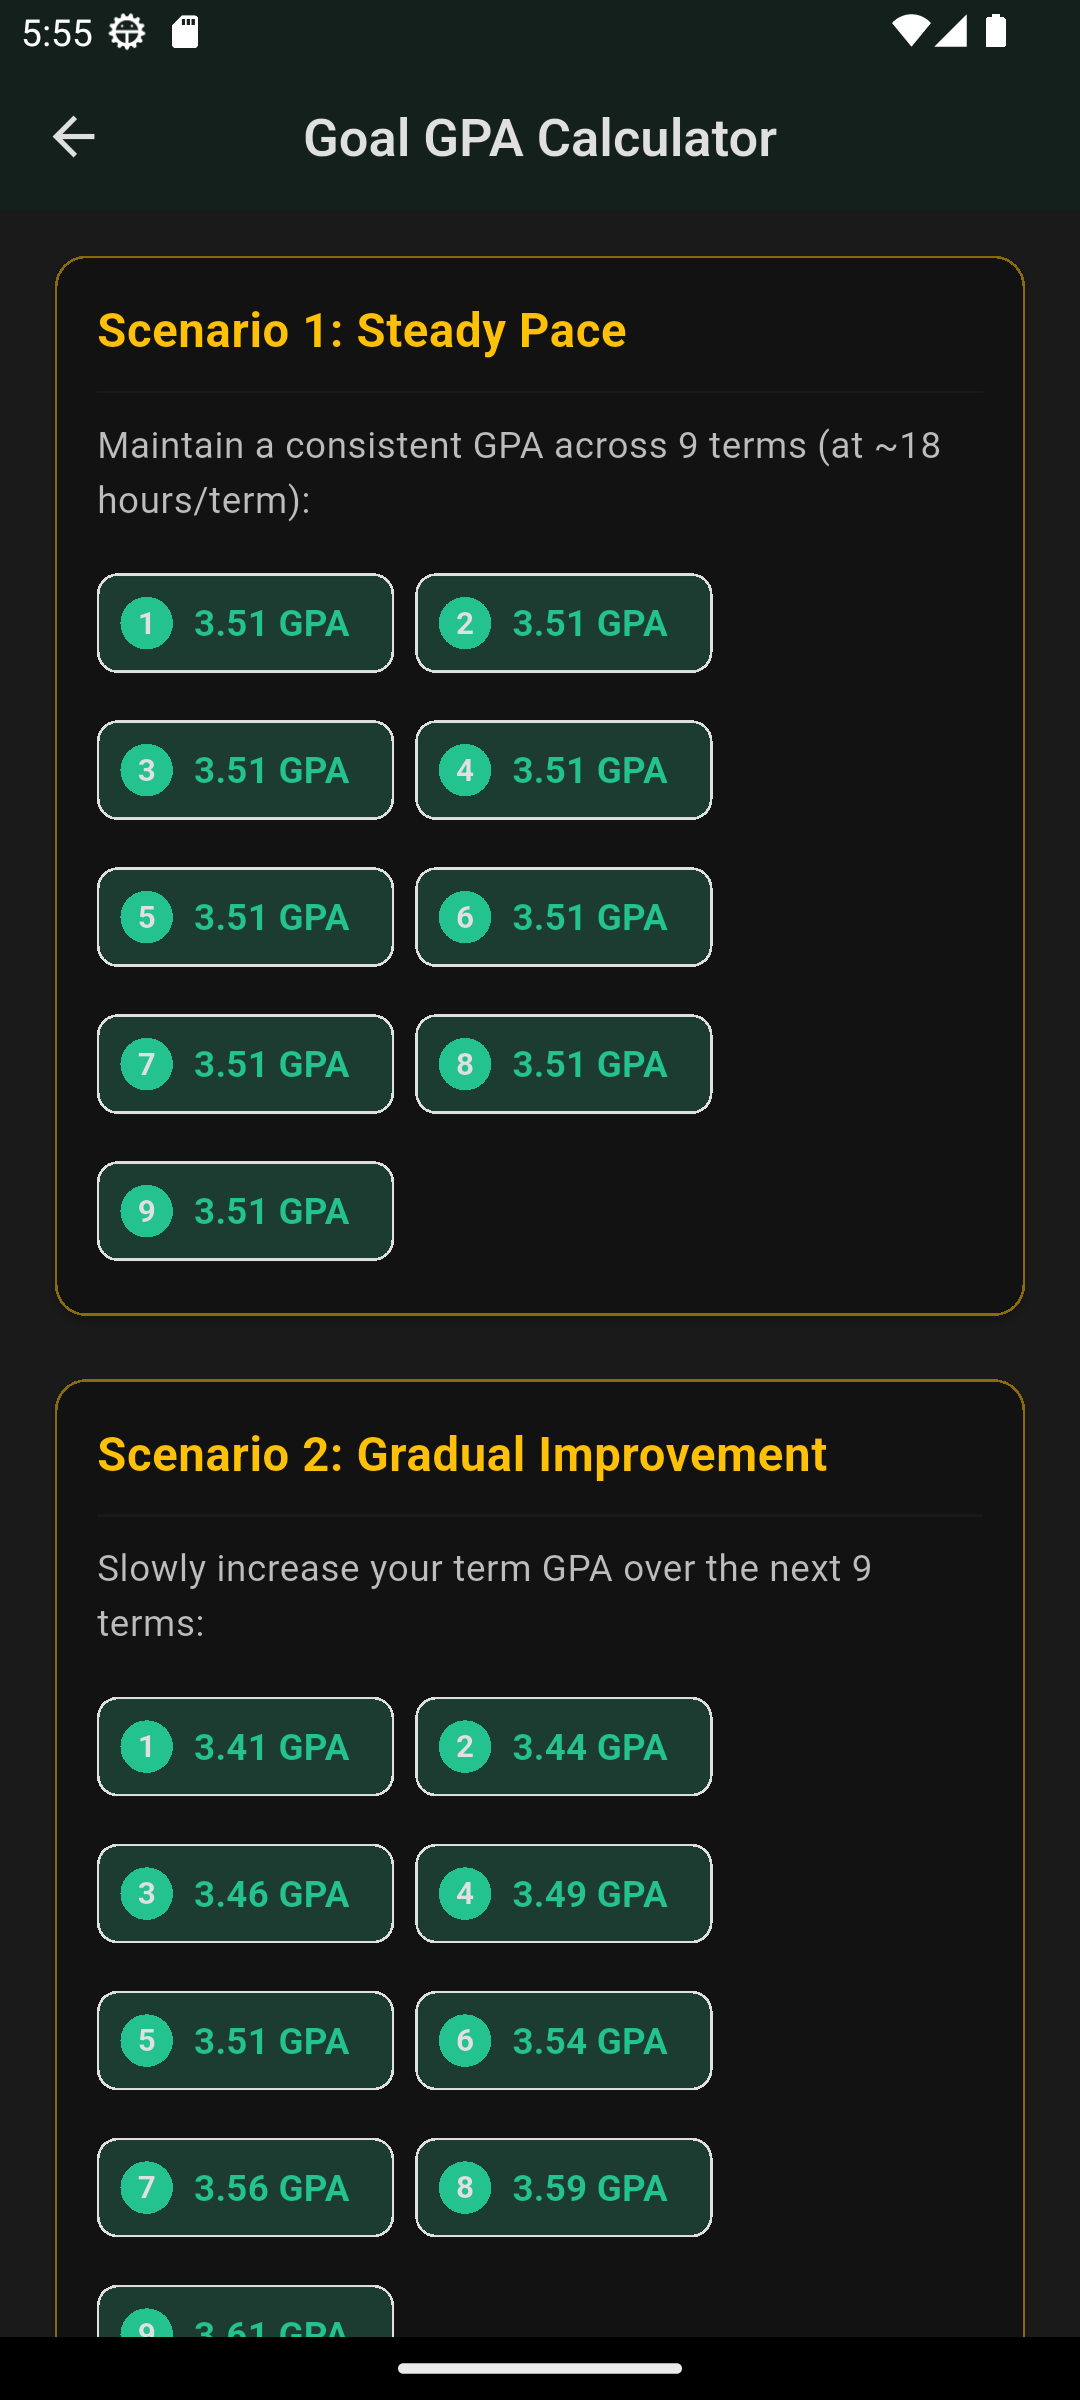 5:55
Goal GPA Calculator
Scenario 1: Steady Pace
Maintain a consistent GPA across 9 terms (at ~18
hours/term):
1 3.51 GPA 2 3.51 GPA
3 3.51 GPA 4 3.51 GPA
5 3.51 GPA 6 3.51 GPA
7 3.51 GPA 8 3.51 GPA
9 3.51 GPA
Scenario 2: Gradual Improvement
Slowly increase your term GPA over the next 9
terms:
1 3.41 GPA 2 3.44 GPA
3 3.46 GPA 4 3.49 GPA
5 3.51 GPA 6 3.54 GPA
7 3.56 GPA 8 3.59 GPA
9 3.61 GPA